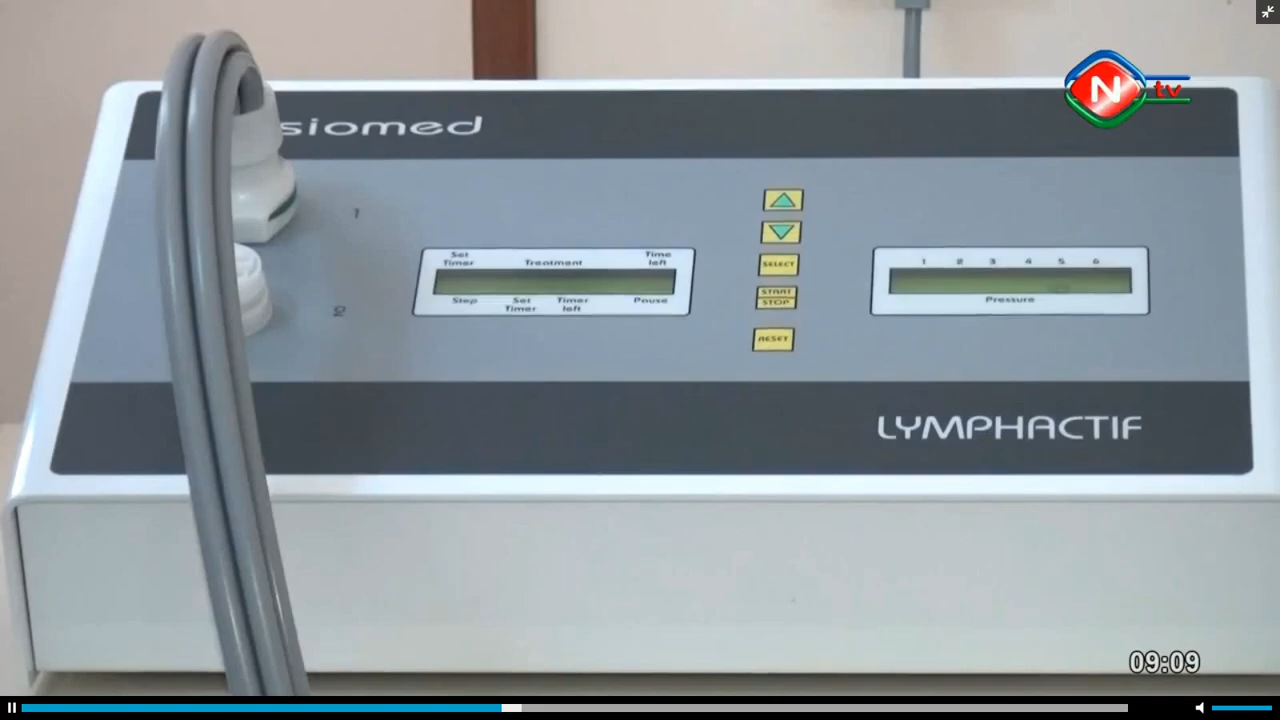 siomed
N tv
Set Timer Treatment Time left
Step Set Timer Timer left Pause
SELECT
START
STOP
RESET
1 2 3 4 5 6
Pressure
1
2
LYMPHACTIF
09:09